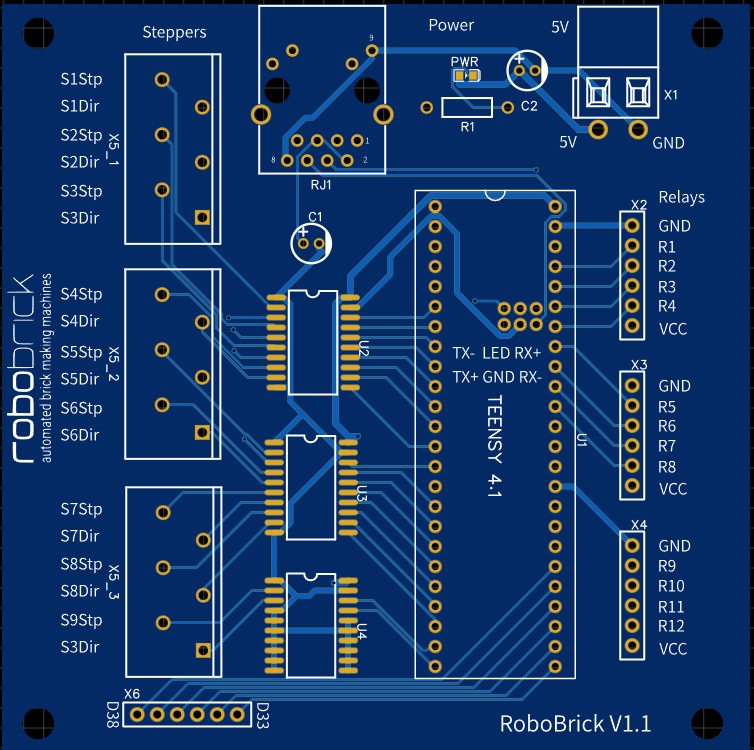 Steppers
Power
5V
9
PWR
+
C2
X1
R1
1
8
2
RJ1
5V
GND
S1Stp
S1Dir
S2Stp
S2Dir
S3Stp
S3Dir
X5_1
C1
+
Relays
X2
GND
R1
R2
R3
R4
VCC
S4Stp
S4Dir
S5Stp
S5Dir
S6Stp
S6Dir
X5_2
U2
TX- LED RX+
TX+ GND RX-
TEENSY 4.1
U1
X3
GND
R5
R6
R7
R8
VCC
robobrick
automated brick making machines
S7Stp
S7Dir
S8Stp
S8Dir
S9Stp
S3Dir
X5_3
U3
U4
X4
GND
R9
R10
R11
R12
VCC
X6
D38
D33
RoboBrick V1.1